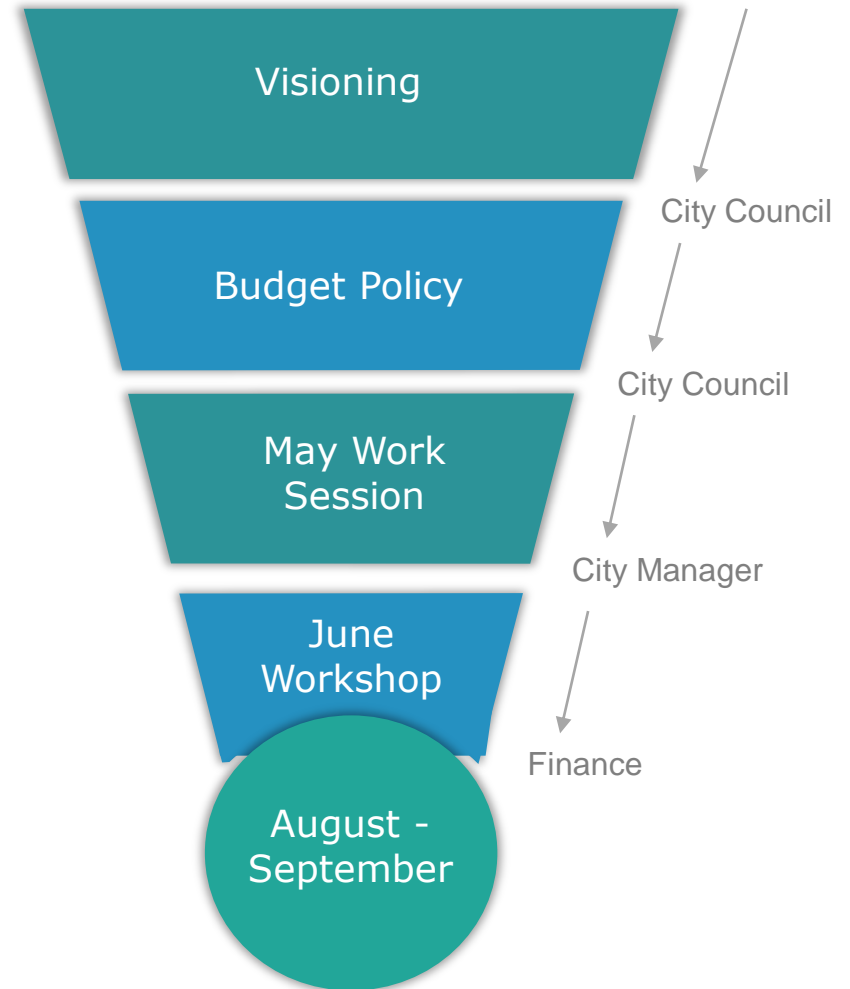 Visioning
City Council
Budget Policy
City Council
May Work
Session
City Manager
June
Workshop
Finance
August -
September